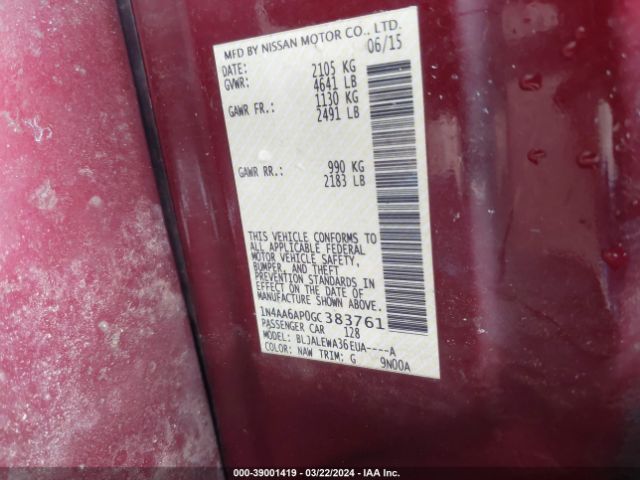 MFD BY NISSAN MOTOR CO., LTD.
DATE: 06/15
GVWR: 2105 KG
4641 LB
GAWR FR.: 1130 KG
2491 LB
GAWR RR.: 990 KG
2183 LB
THIS VEHICLE CONFORMS TO
ALL APPLICABLE FEDERAL
MOTOR VEHICLE SAFETY,
BUMPER, AND THEFT
PREVENTION STANDARDS IN
EFFECT ON THE DATE OF
MANUFACTURE SHOWN ABOVE.
1N4AA6AP0GC383761
PASSENGER CAR 128
MODEL: BLJALEWA36EUA----A
COLOR: NAW TRIM: G 9N00A
000-39001419 - 03/22/2024 - IAA Inc.